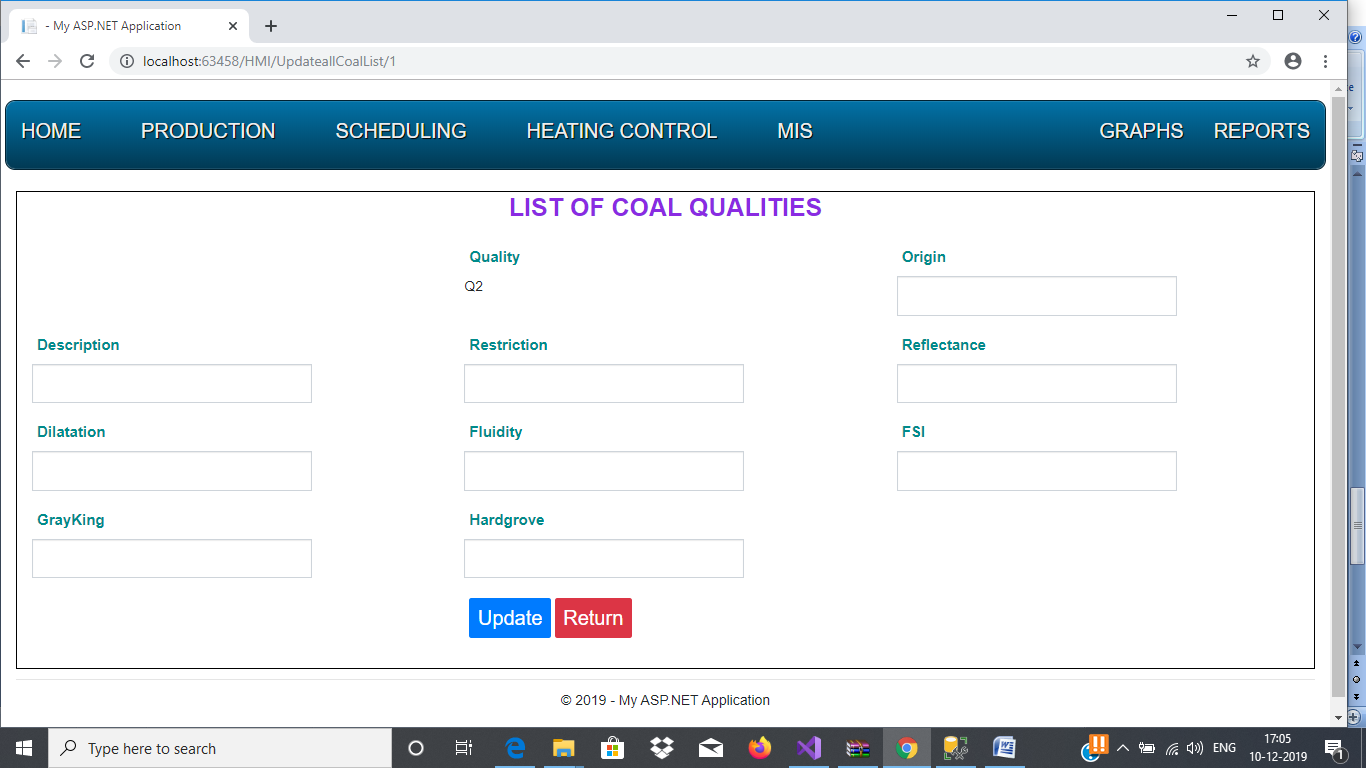 - My ASP.NET Application
localhost:63458/HMI/UpdateallCoalList/1
HOME PRODUCTION SCHEDULING HEATING CONTROL MIS GRAPHS REPORTS
LIST OF COAL QUALITIES
Quality Origin
Q2
Description Restriction Reflectance
Dilatation Fluidity FSI
GrayKing Hardgrove
Update Return
© 2019 - My ASP.NET Application
Type here to search
ENG
17:05
10-12-2019
1